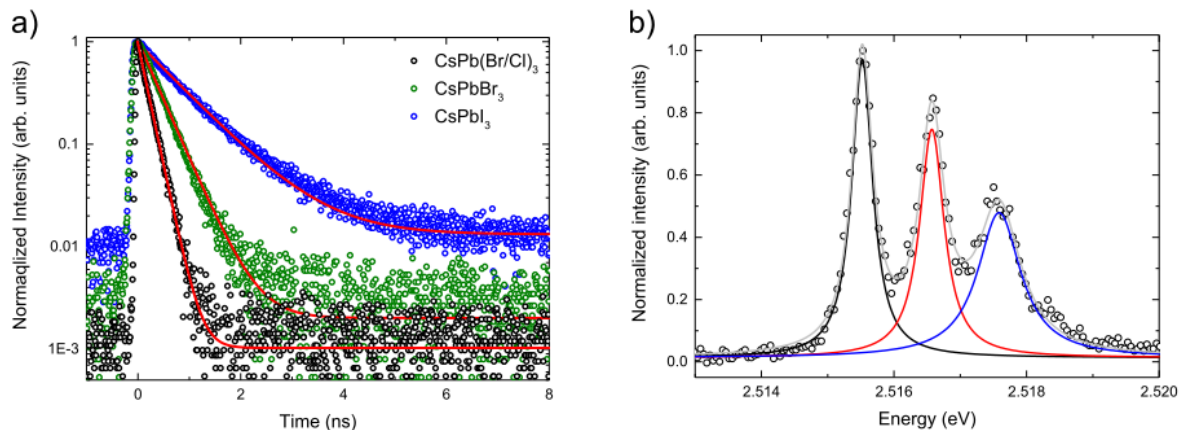 a)
Normaqlized Intensity (arb. units)
1
0.1
0.01
1E-3
CsPb(Br/Cl)3
CsPbBr3
CsPbI3
0
2
4
6
8
Time (ns)
b)
Normaqlized intensity (arb. units)
1.0
0.8
0.6
0.4
0.2
0.0
2.514
2.516
2.518
2.520
Energy (eV)